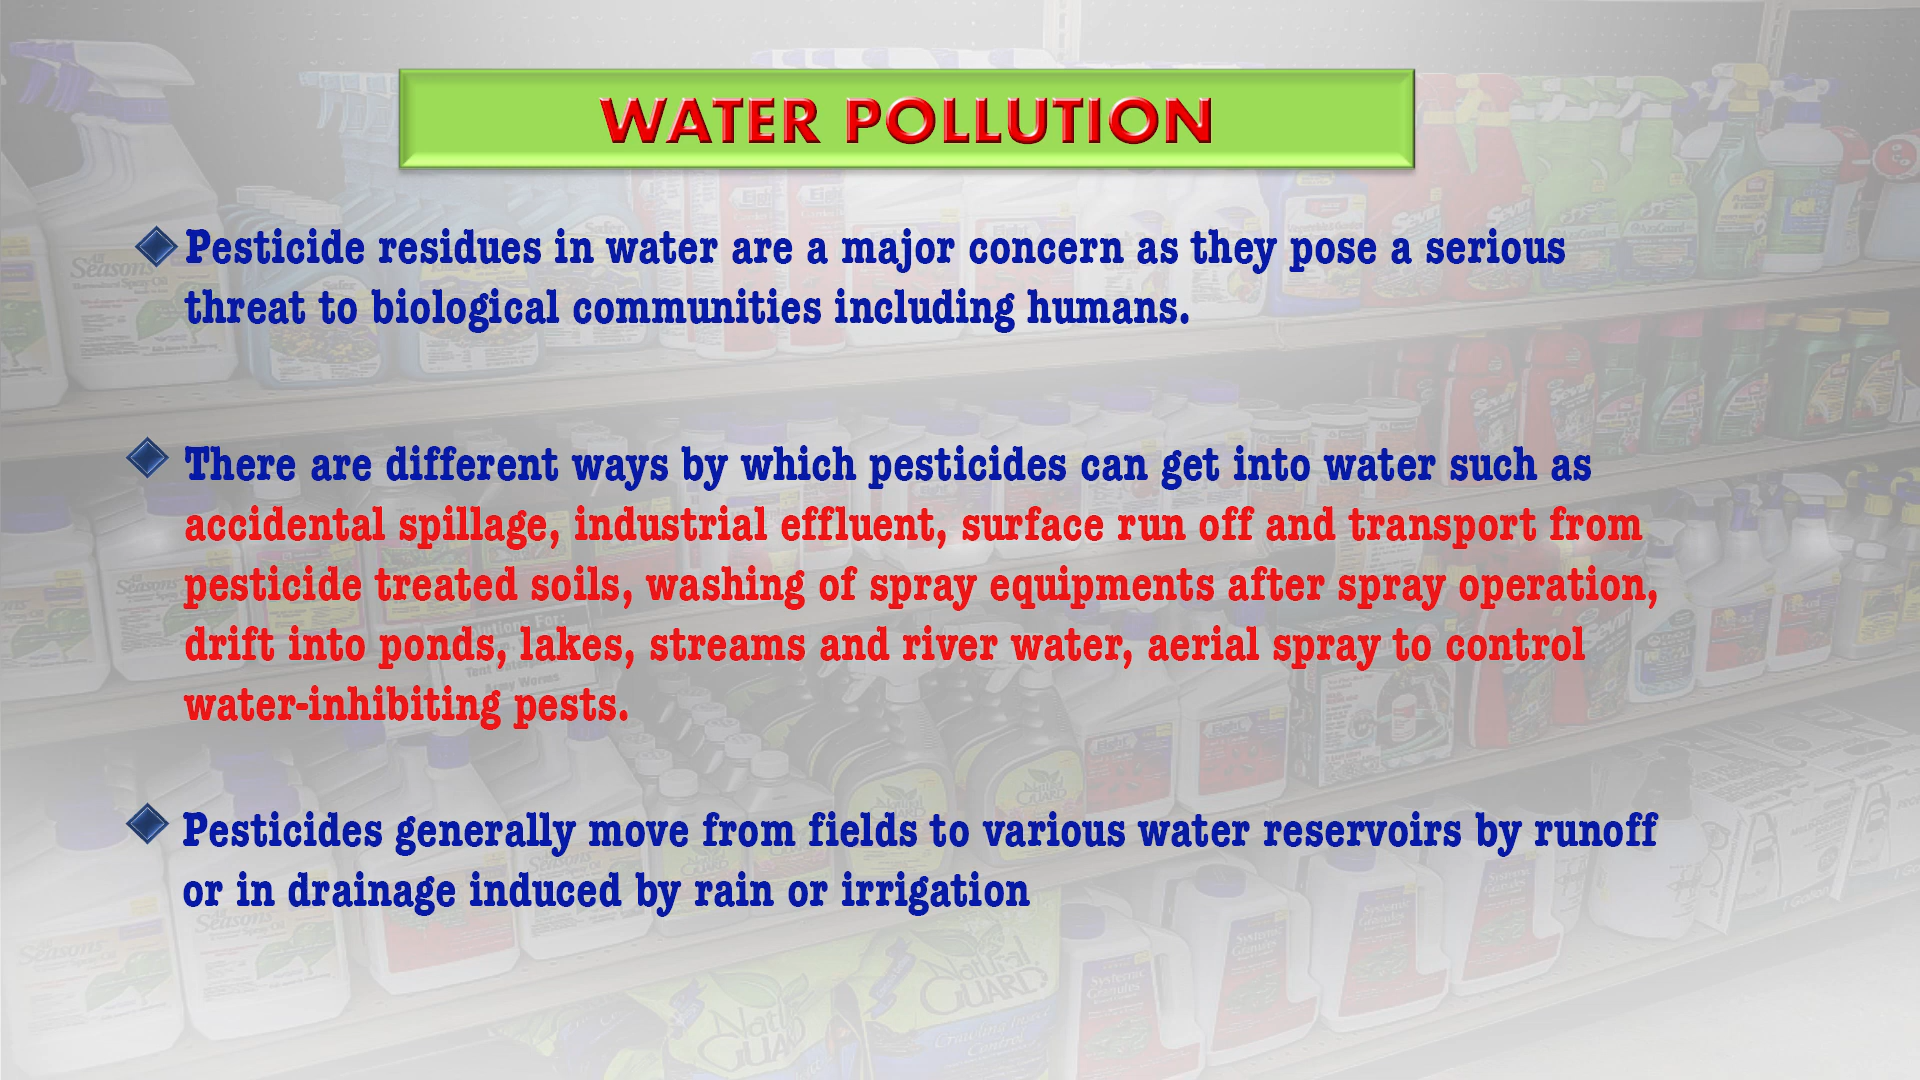 WATER POLLUTION
Pesticide residues in water are a major concern as they pose a serious
threat to biological communities including humans.
There are different ways by which pesticides can get into water such as
accidental spillage, industrial effluent, surface run off and transport from
pesticide treated soils, washing of spray equipments after spray operation,
drift into ponds, lakes, streams and river water, aerial spray to control
water-inhibiting pests.
Pesticides generally move from fields to various water reservoirs by runoff
or in drainage induced by rain or irrigation